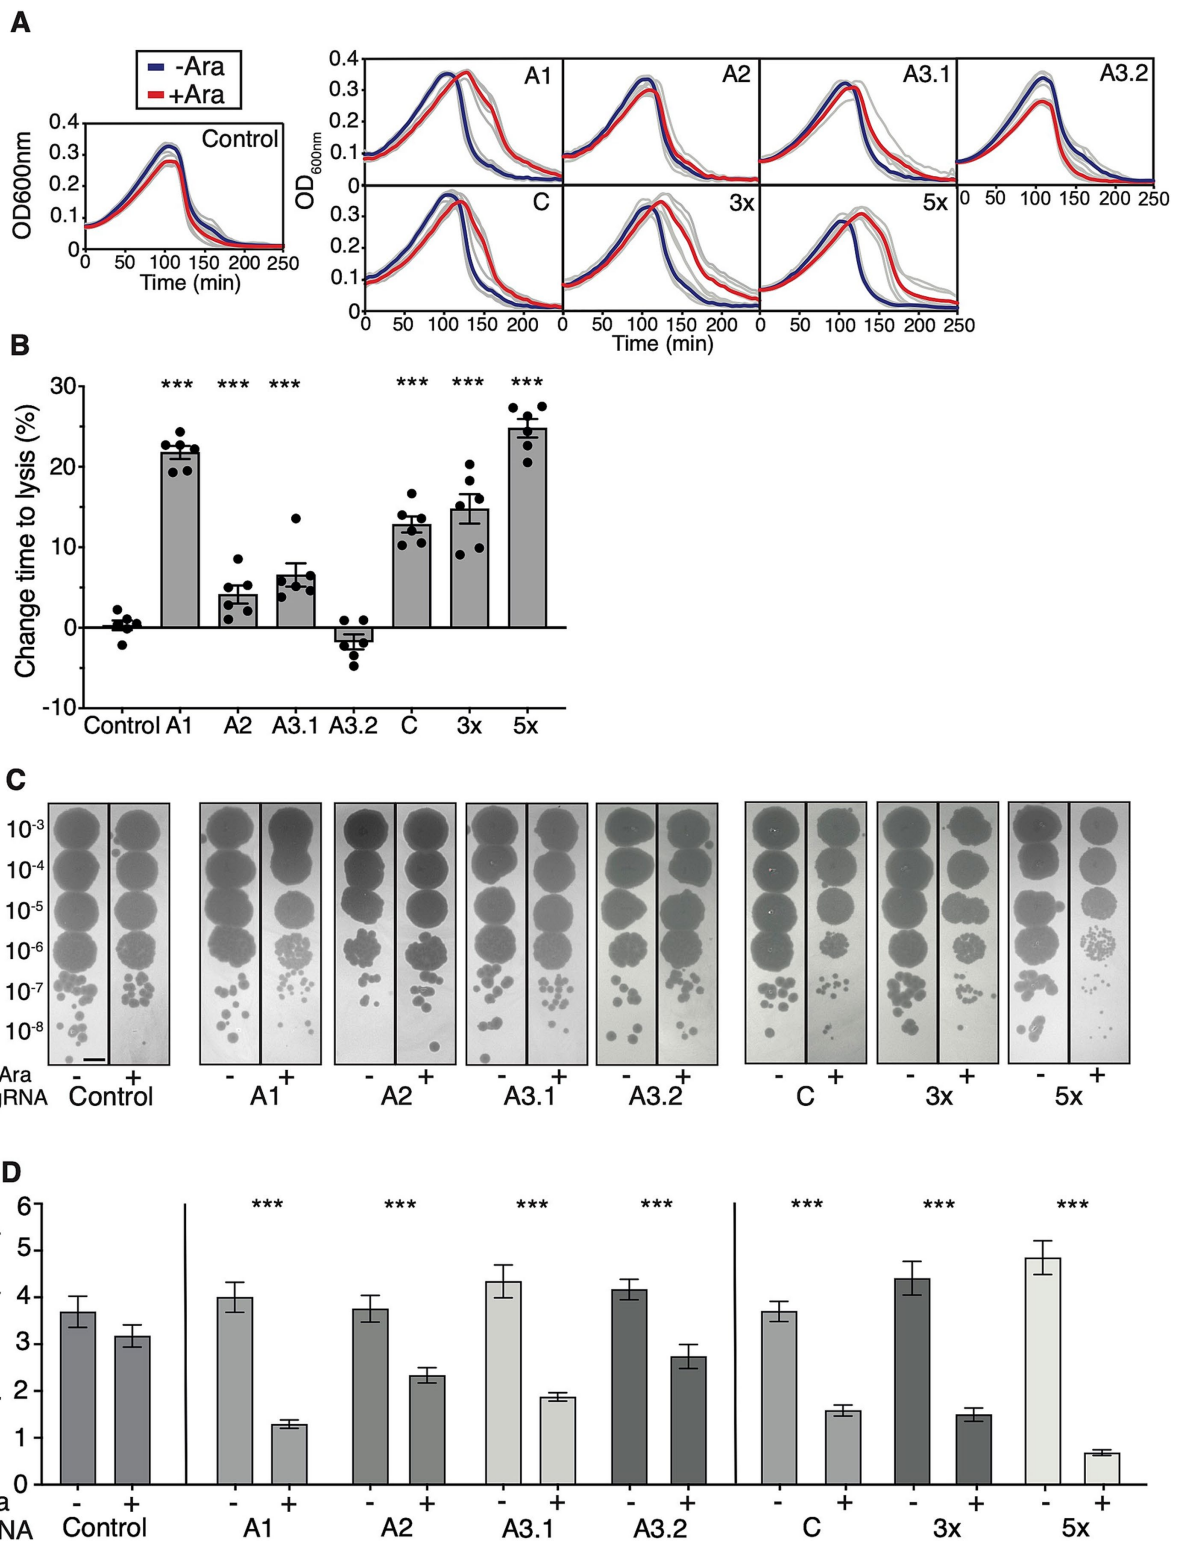 A
-Ara
+Ara
Control
OD600nm
0.4
0.3
0.2
0.1
0
0 50 100 150 200 250
Time (min)
A1 A2 A3.1 A3.2
OD600nm
0.4
0.3
0.2
0.1
0
50 100 150 200 250
C 3x 5x
0.3
0.2
0.1
0
0 50 100 150 200 0 50 100 150 200 0 50 100 150 200 250
Time (min)
B
*** *** *** *** *** ***
Change time to lysis (%)
30
20
10
0
-10
Control A1 A2 A3.1 A3.2 C 3x 5x
C
10-3
10-4
10-5
10-6
10-7
10-8
Ara - + - + - + - + - + - + - + - +
gRNA Control A1 A2 A3.1 A3.2 C 3x 5x
D
*** *** *** *** *** *** ***
6
5
4
3
2
1
0
a - + - + - + - + - + - + - + - +
NA Control A1 A2 A3.1 A3.2 C 3x 5x